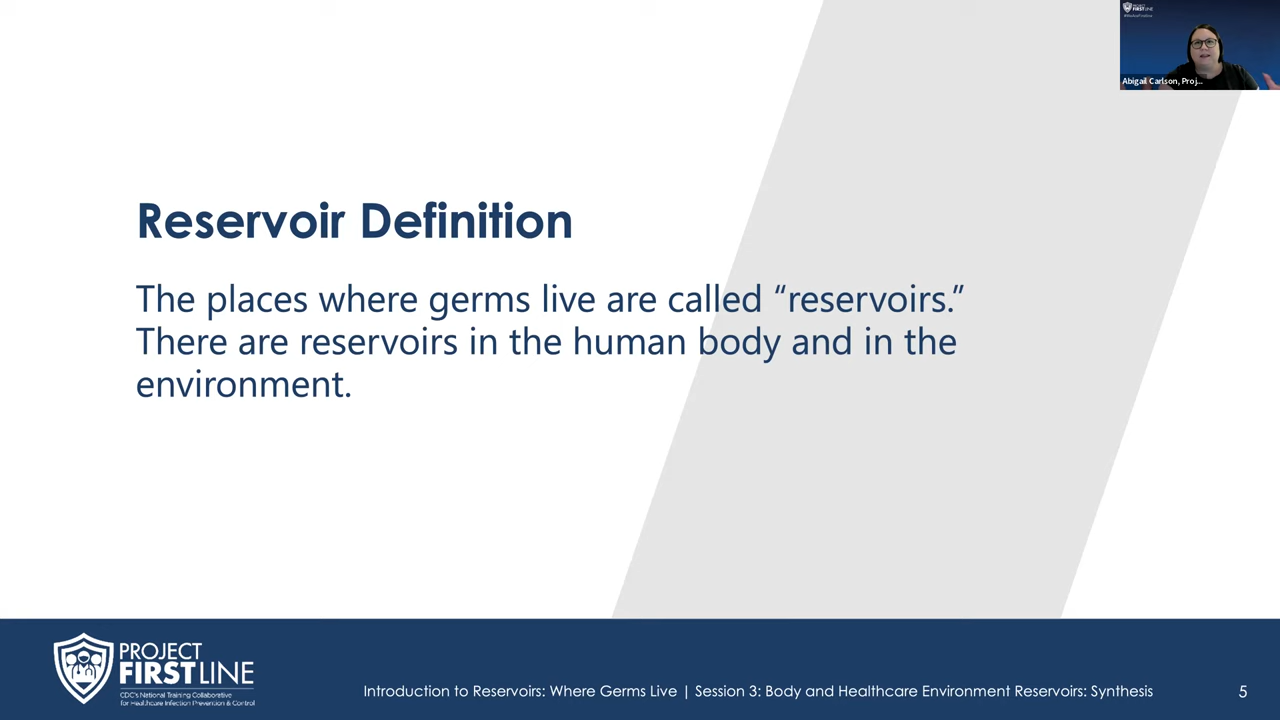 PROJECT
FIRSTLINE
Abigail Carlson, Proj...
Reservoir Definition
The places where germs live are called “reservoirs.”
There are reservoirs in the human body and in the
environment.
PROJECT
FIRSTLINE
CDC's National Training Collaborative
for Healthcare Infection Prevention & Control
Introduction to Reservoirs: Where Germs Live | Session 3: Body and Healthcare Environment Reservoirs: Synthesis
5